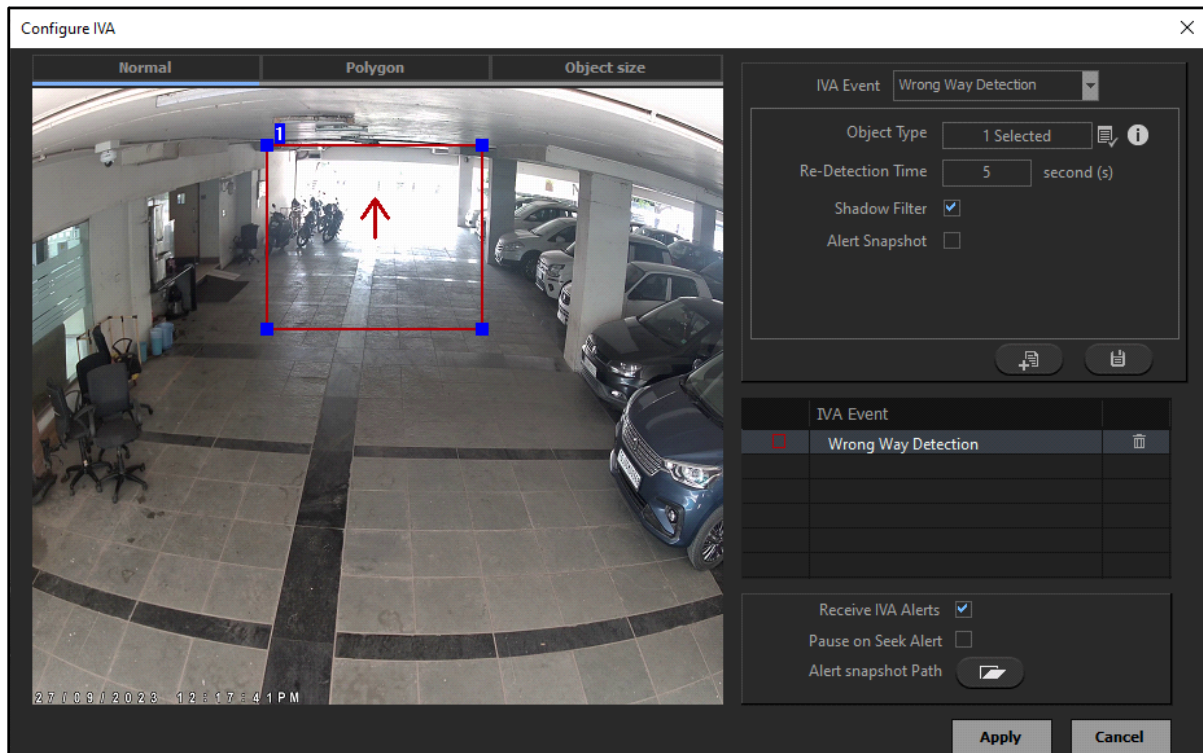 Configure IVA
Normal Polygon Object size
1
27/09/2023 12:17:41PM
IVA Event Wrong Way Detection
Object Type 1 Selected
Re-Detection Time 5 second (s)
Shadow Filter
Alert Snapshot
IVA Event
Wrong Way Detection
Receive IVA Alerts
Pause on Seek Alert
Alert snapshot Path
Apply Cancel